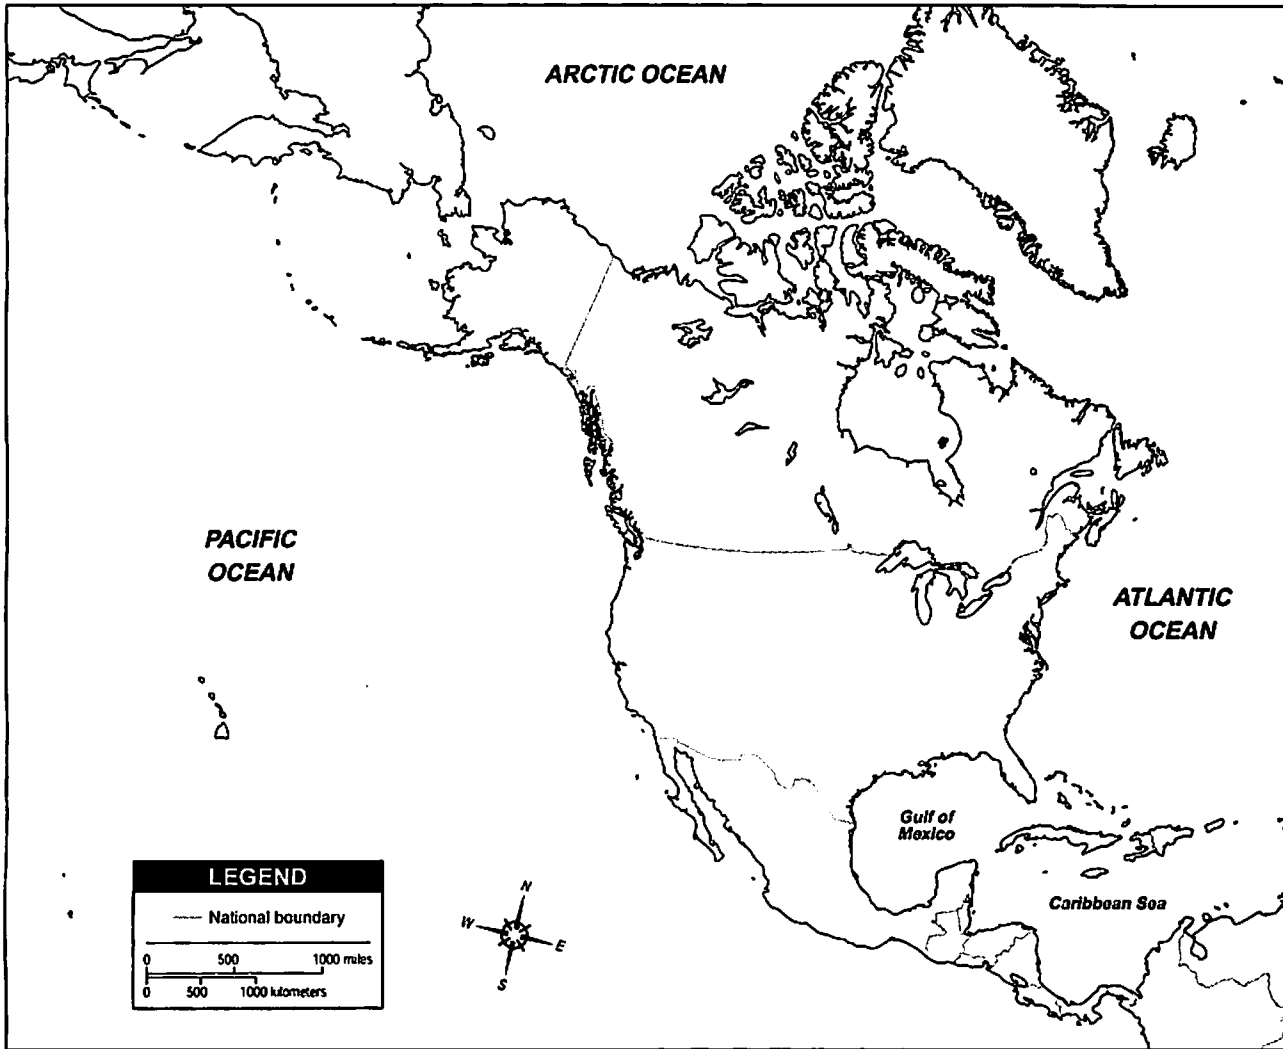 ARCTIC OCEAN
PACIFIC
OCEAN
ATLANTIC
OCEAN
Gulf of
Mexico
Caribbean Sea
LEGEND
National boundary
0 500 1000 miles
0 500 1000 kilometers
N
W
E
S